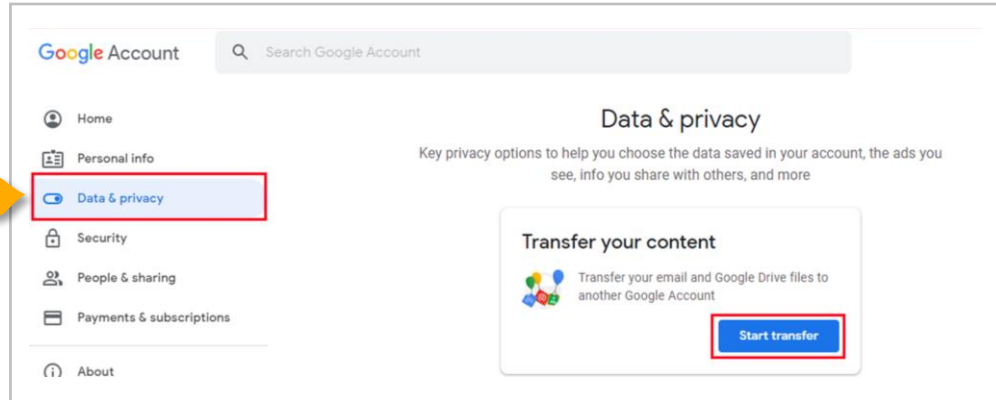 Google Account
Search Google Account
Home
Personal info
Data & privacy
Security
People & sharing
Payments & subscriptions
About
Data & privacy
Key privacy options to help you choose the data saved in your account, the ads you
see, info you share with others, and more
Transfer your content
Transfer your email and Google Drive files to
another Google Account
Start transfer